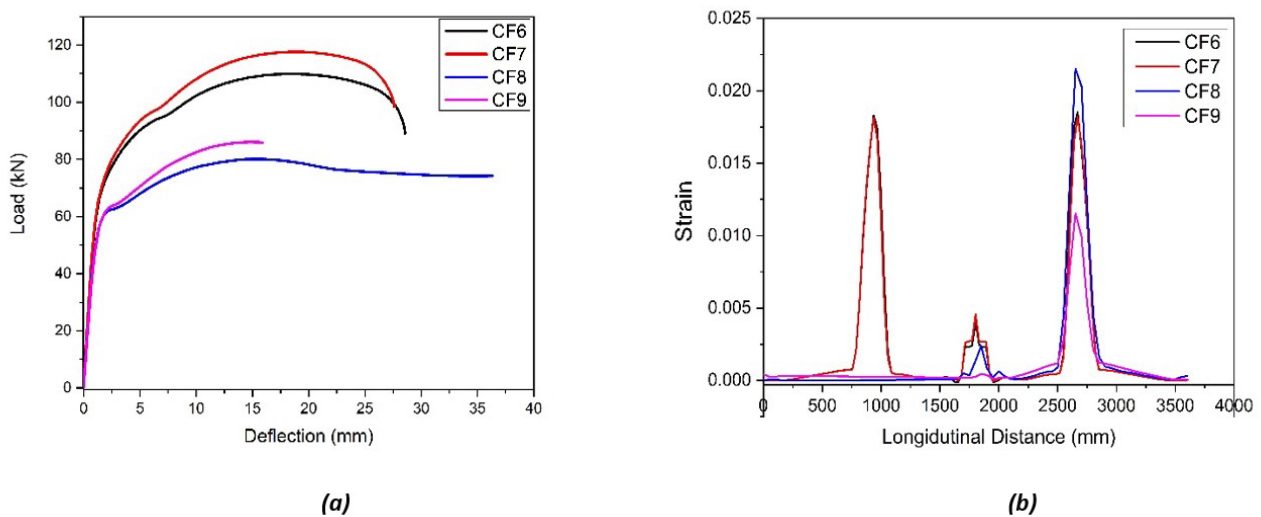 120
100
80
60
40
20
0
Load (kN)
0 5 10 15 20 25 30 35 40
Deflection (mm)
CF6
CF7
CF8
CF9
(a)
0.025
0.020
0.015
0.010
0.005
0.000
Strain
0 500 1000 1500 2000 2500 3000 3500 4000
Longidutinal Distance (mm)
CF6
CF7
CF8
CF9
(b)